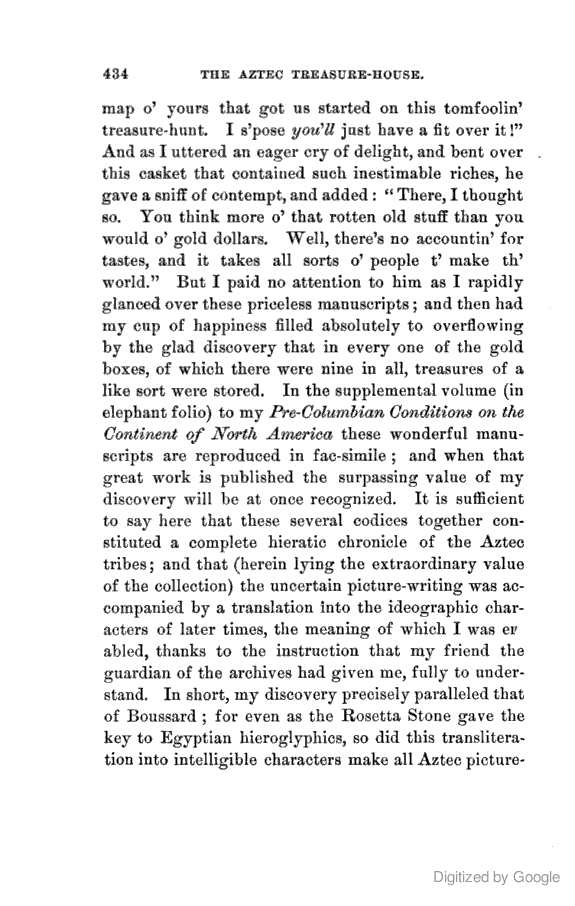 434 THE AZTEC TREASURE-HOUSE.
map o' yours that got us started on this tomfoolin'
treasure-hunt. I s'pose you'll just have a fit over it!"
And as I uttered an eager cry of delight, and bent over
this casket that contained such inestimable riches, he
gave a sniff of contempt, and added: "There, I thought
so. You think more o' that rotten old stuff than you
would o' gold dollars. Well, there's no accountin' for
tastes, and it takes all sorts o' people t' make th'
world." But I paid no attention to him as I rapidly
glanced over these priceless manuscripts; and then had
my cup of happiness filled absolutely to overflowing
by the glad discovery that in every one of the gold
boxes, of which there were nine in all, treasures of a
like sort were stored. In the supplemental volume (in
elephant folio) to my Pre-Columbian Conditions on the
Continent of North America these wonderful manu-
scripts are reproduced in fac-simile; and when that
great work is published the surpassing value of my
discovery will be at once recognized. It is sufficient
to say here that these several codices together con-
stituted a complete hieratic chronicle of the Aztec
tribes; and that (herein lying the extraordinary value
of the collection) the uncertain picture-writing was ac-
companied by a translation into the ideographic char-
acters of later times, the meaning of which I was
abled, thanks to the instruction that my friend the
guardian of the archives had given me, fully to under-
stand. In short, my discovery precisely paralleled that
of Boussard; for even as the Rosetta Stone gave the
key to Egyptian hieroglyphics, so did this translitera-
tion into intelligible characters make all Aztec picture-
Digitized by Google